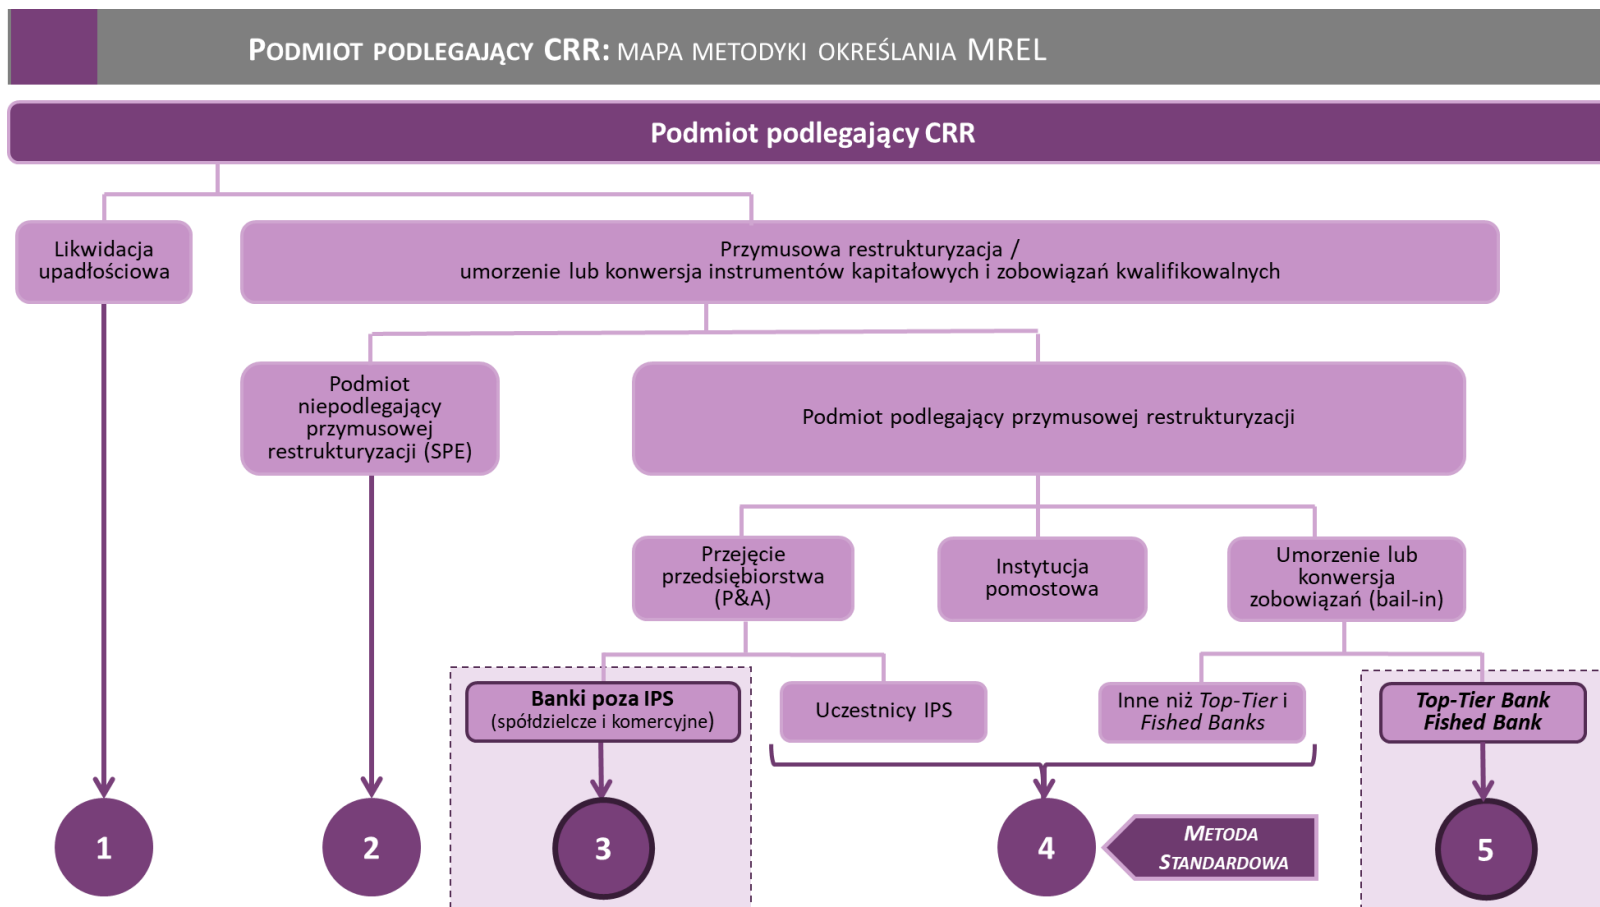 PODMIOT PODLEGAJĄCY CRR: MAPA METODYKI OKREŚLANIA MREL
Podmiot podlegający CRR
Likwidacja
upadłościowa
Przymusowa restrukturyzacja /
umorzenie lub konwersja instrumentów kapitałowych i zobowiązań kwalifikowalnych
Podmiot
niepodlegający
przymusowej
restrukturyzacji (SPE)
Podmiot podlegający przymusowej restrukturyzacji
Przejęcie
przedsiębiorstwa
(P&A)
Instytucja
pomostowa
Umorzenie lub
konwersja
zobowiązań (bail-in)
Banki poza IPS
(spółdzielcze i komercyjne)
Uczestnicy IPS
Inne niż Top-Tier i
Fished Banks
Top-Tier Bank
Fished Bank
1
2
3
4
METODA
STANDARDOWA
5